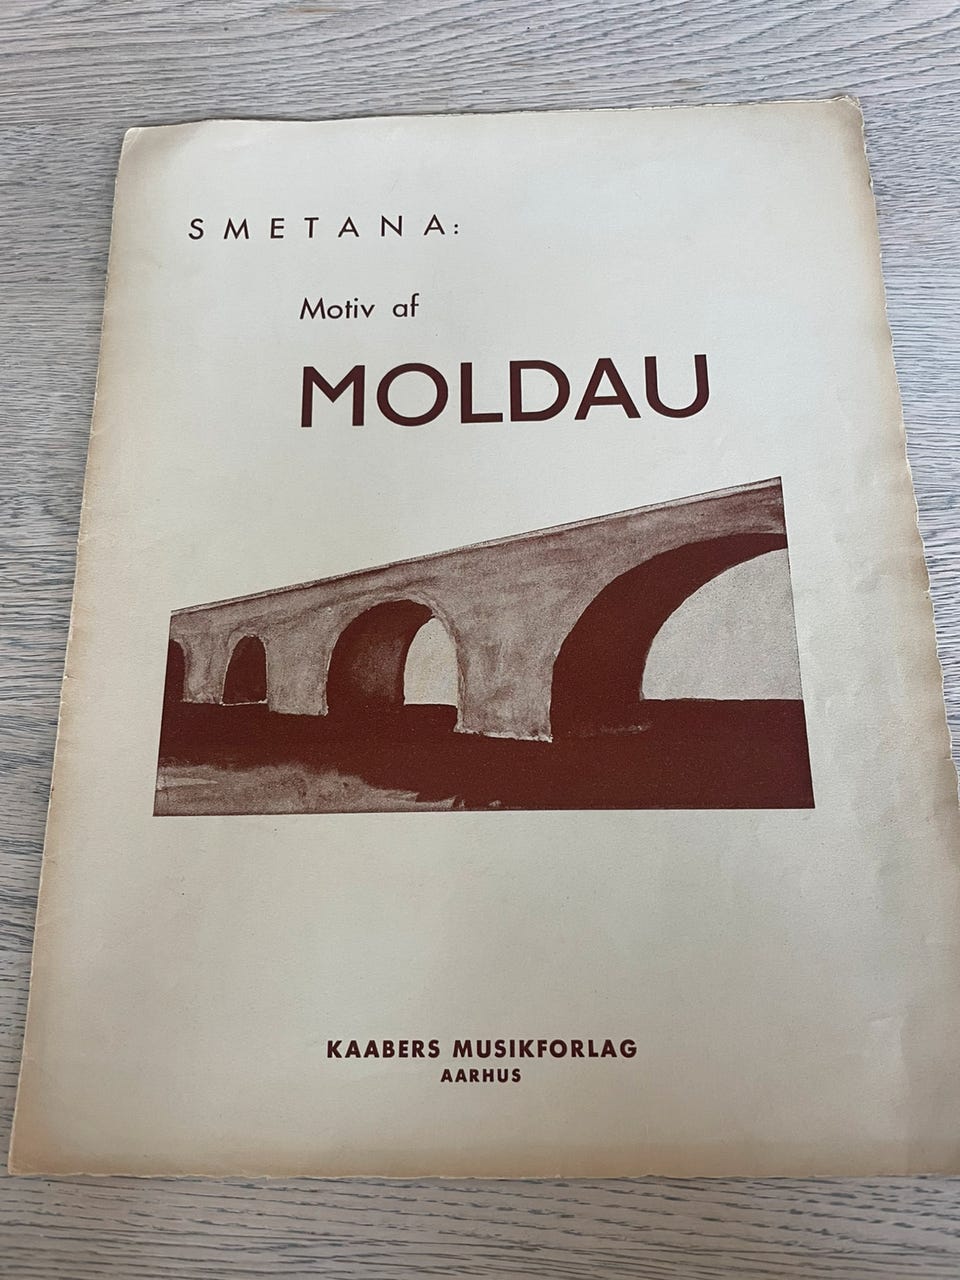 SMETANA:
Motiv af
MOLDAU
KAABERS MUSIKFORLAG
AARHUS